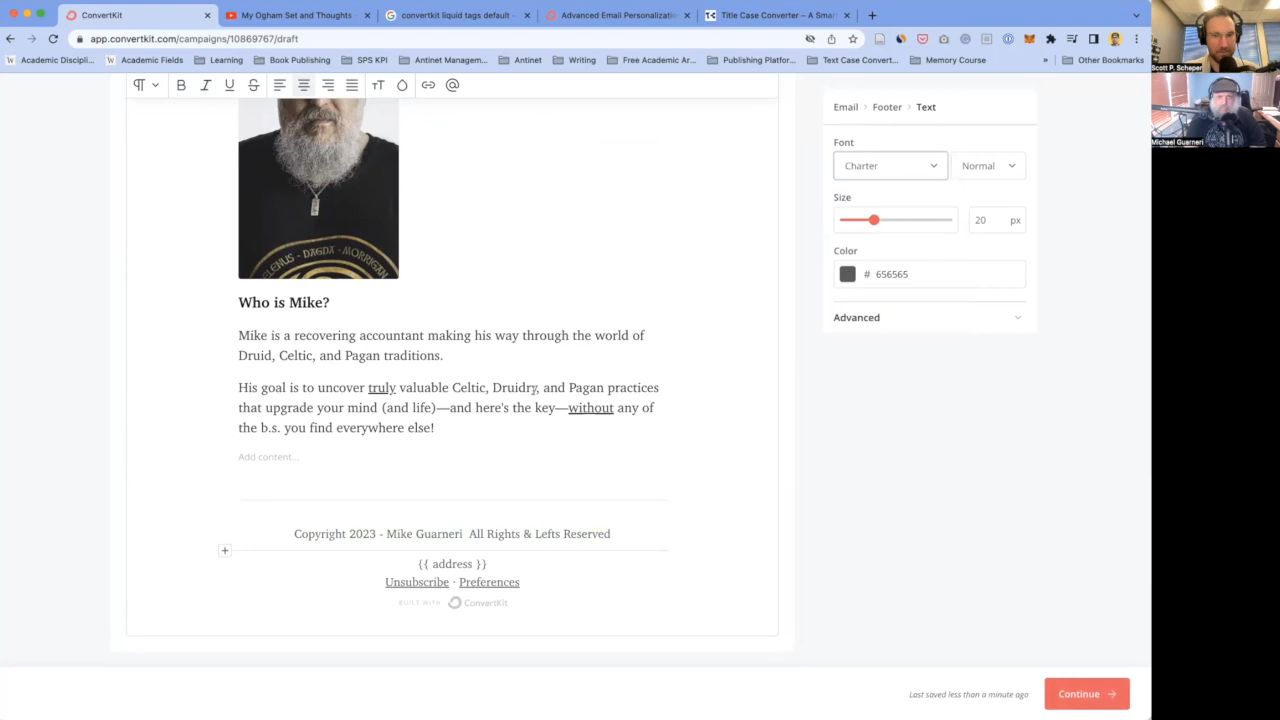 ConvertKit
My Ogham Set and Thoughts -
convertkit liquid tags default -
Advanced Email Personalizatio
Title Case Converter – A Smar
app.convertkit.com/campaigns/10869767/draft
Academic Discipli...
Academic Fields
Learning
Book Publishing
SPS KPI
Antinet Managem...
Antinet
Writing
Free Academic Ar...
Publishing Platfor...
Text Case Convert...
Memory Course
Other Bookmarks
Scott P. Scheper
Michael Guarneri
Email > Footer > Text
Font
Charter
Normal
Size
20 px
Color
# 656565
Advanced
ELENUS - DAGDA - MORRIGAN
Who is Mike?
Mike is a recovering accountant making his way through the world of
Druid, Celtic, and Pagan traditions.
His goal is to uncover truly valuable Celtic, Druidry, and Pagan practices
that upgrade your mind (and life)—and here's the key—without any of
the b.s. you find everywhere else!
Add content...
Copyright 2023 - Mike Guarneri  All Rights & Lefts Reserved
{{ address }}
Unsubscribe · Preferences
BUILT WITH ConvertKit
Last saved less than a minute ago
Continue →